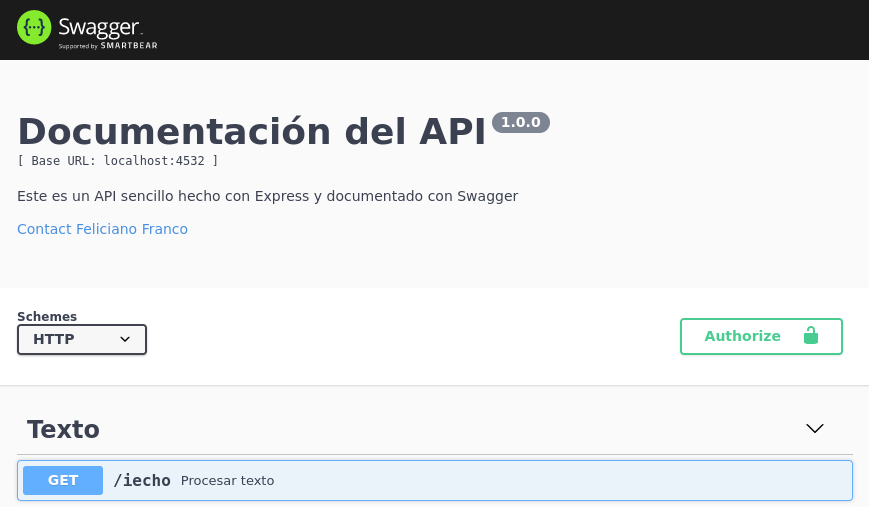 {···} Swagger™
Supported by SMARTBEAR
Documentación del API 1.0.0
[ Base URL: localhost:4532 ]
Este es un API sencillo hecho con Express y documentado con Swagger
Contact Feliciano Franco
Schemes
HTTP
Authorize
Texto
GET /iecho Procesar texto